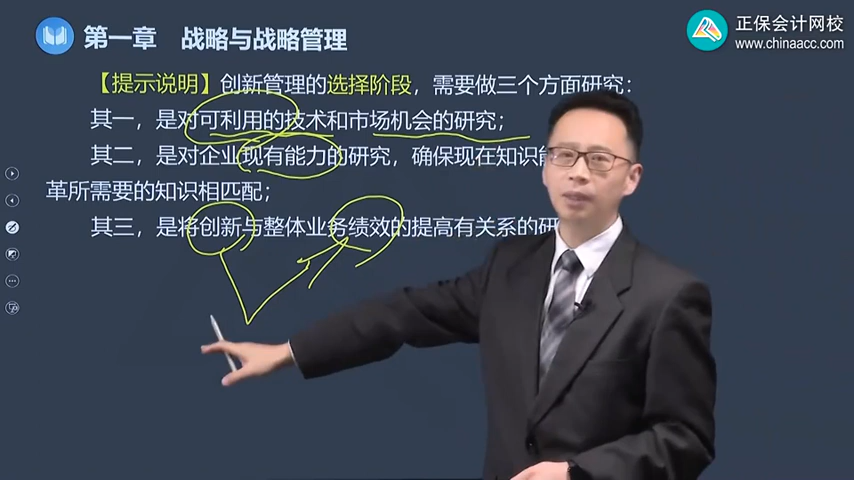 第一章 战略与战略管理
正保会计网校
www.chinaacc.com
【提示说明】创新管理的选择阶段，需要做三个方面研究：
其一，是对可利用的技术和市场机会的研究；
其二，是对企业现有能力的研究，确保现在知识
革所需要的知识相匹配；
其三，是将创新与整体业务绩效的提高有关系的研